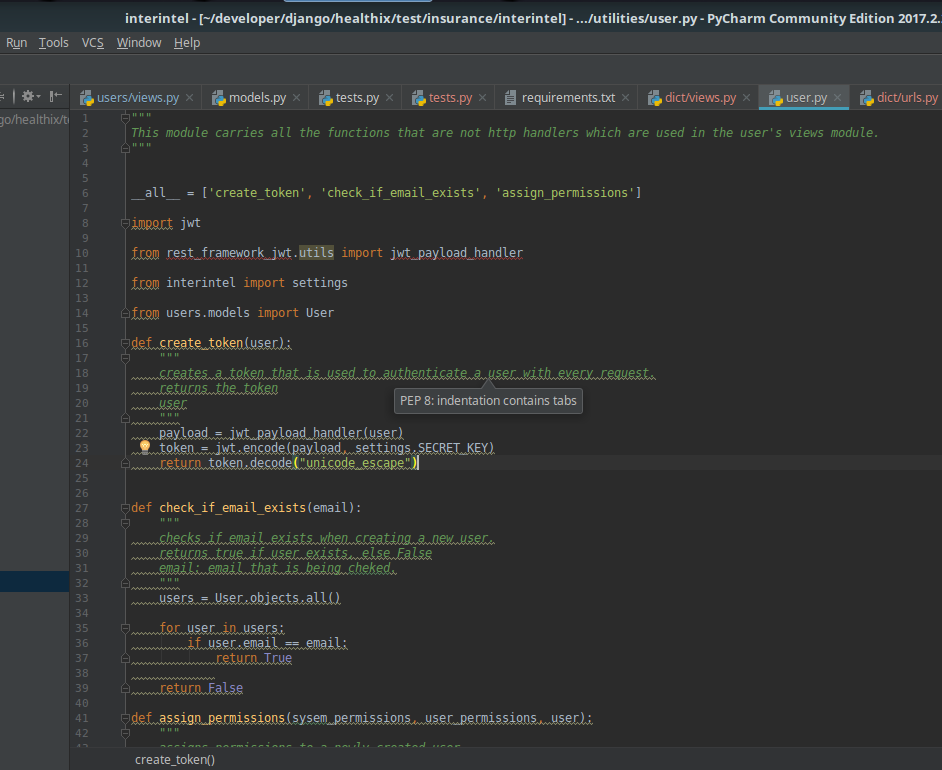 interintel - [~/developer/django/healthix/test/insurance/interintel] - .../utilities/user.py - PyCharm Community Edition 2017.2..
Run Tools VCS Window Help
users/views.py models.py tests.py tests.py requirements.txt dict/views.py user.py dict/urls.py
go/healthix/te
1 """
2 This module carries all the functions that are not http handlers which are used in the user's views module.
3 """
4
5
6 __all__ = ['create_token', 'check_if_email_exists', 'assign_permissions']
7
8 import jwt
9
10 from rest_framework_jwt.utils import jwt_payload_handler
11
12 from interintel import settings
13
14 from users.models import User
15
16 def create_token(user):
17 """
18 creates a token that is used to authenticate a user with every request.
19 returns the token
20 user
PEP 8: indentation contains tabs
21 """
22 payload = jwt_payload_handler(user)
23 token = jwt.encode(payload, settings.SECRET_KEY)
24 return token.decode("unicode_escape")
25
26
27 def check_if_email_exists(email):
28 """
29 checks if email exists when creating a new user.
30 returns true if user exists, else False
31 email: email that is being cheked.
32 """
33 users = User.objects.all()
34
35 for user in users:
36 if user.email == email:
37 return True
38
39 return False
40
41 def assign_permissions(sysem_permissions, user_permissions, user):
42 """
43 assigns permissions to a newly created user
create_token()